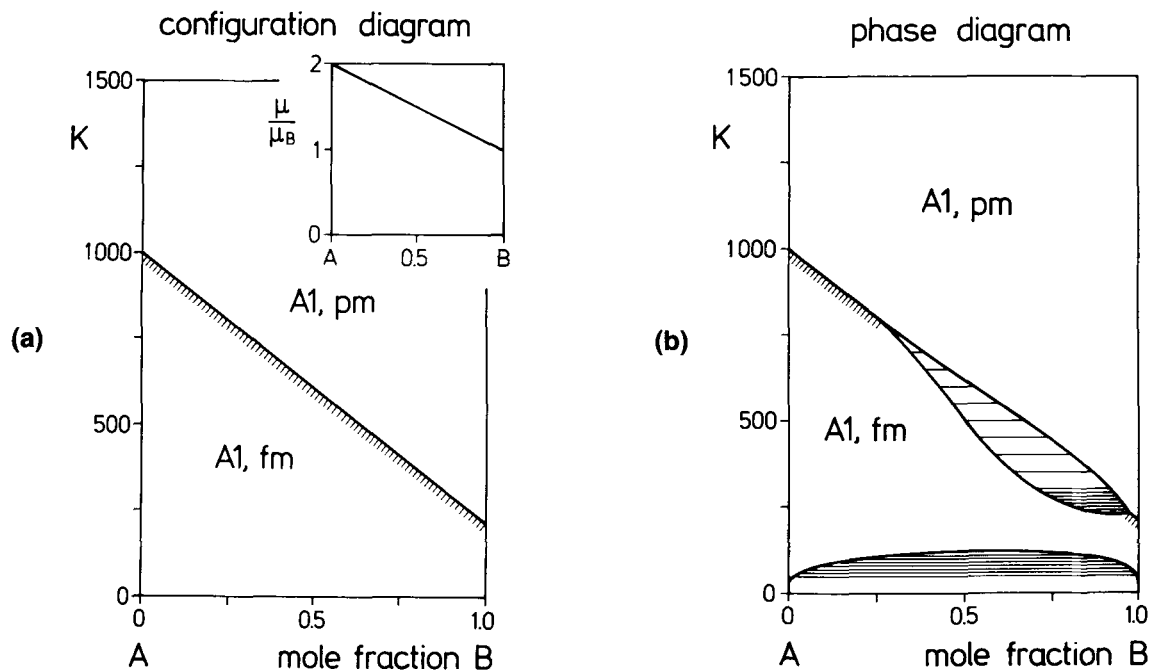 configuration diagram
1500
K
1000
500
0
μ
μB
2
1
0
A
0.5
B
A1, pm
A1, fm
(a)
0
0.5
1.0
A
mole fraction B
phase diagram
1500
K
1000
500
0
A1, pm
A1, fm
(b)
0
0.5
1.0
A
mole fraction B